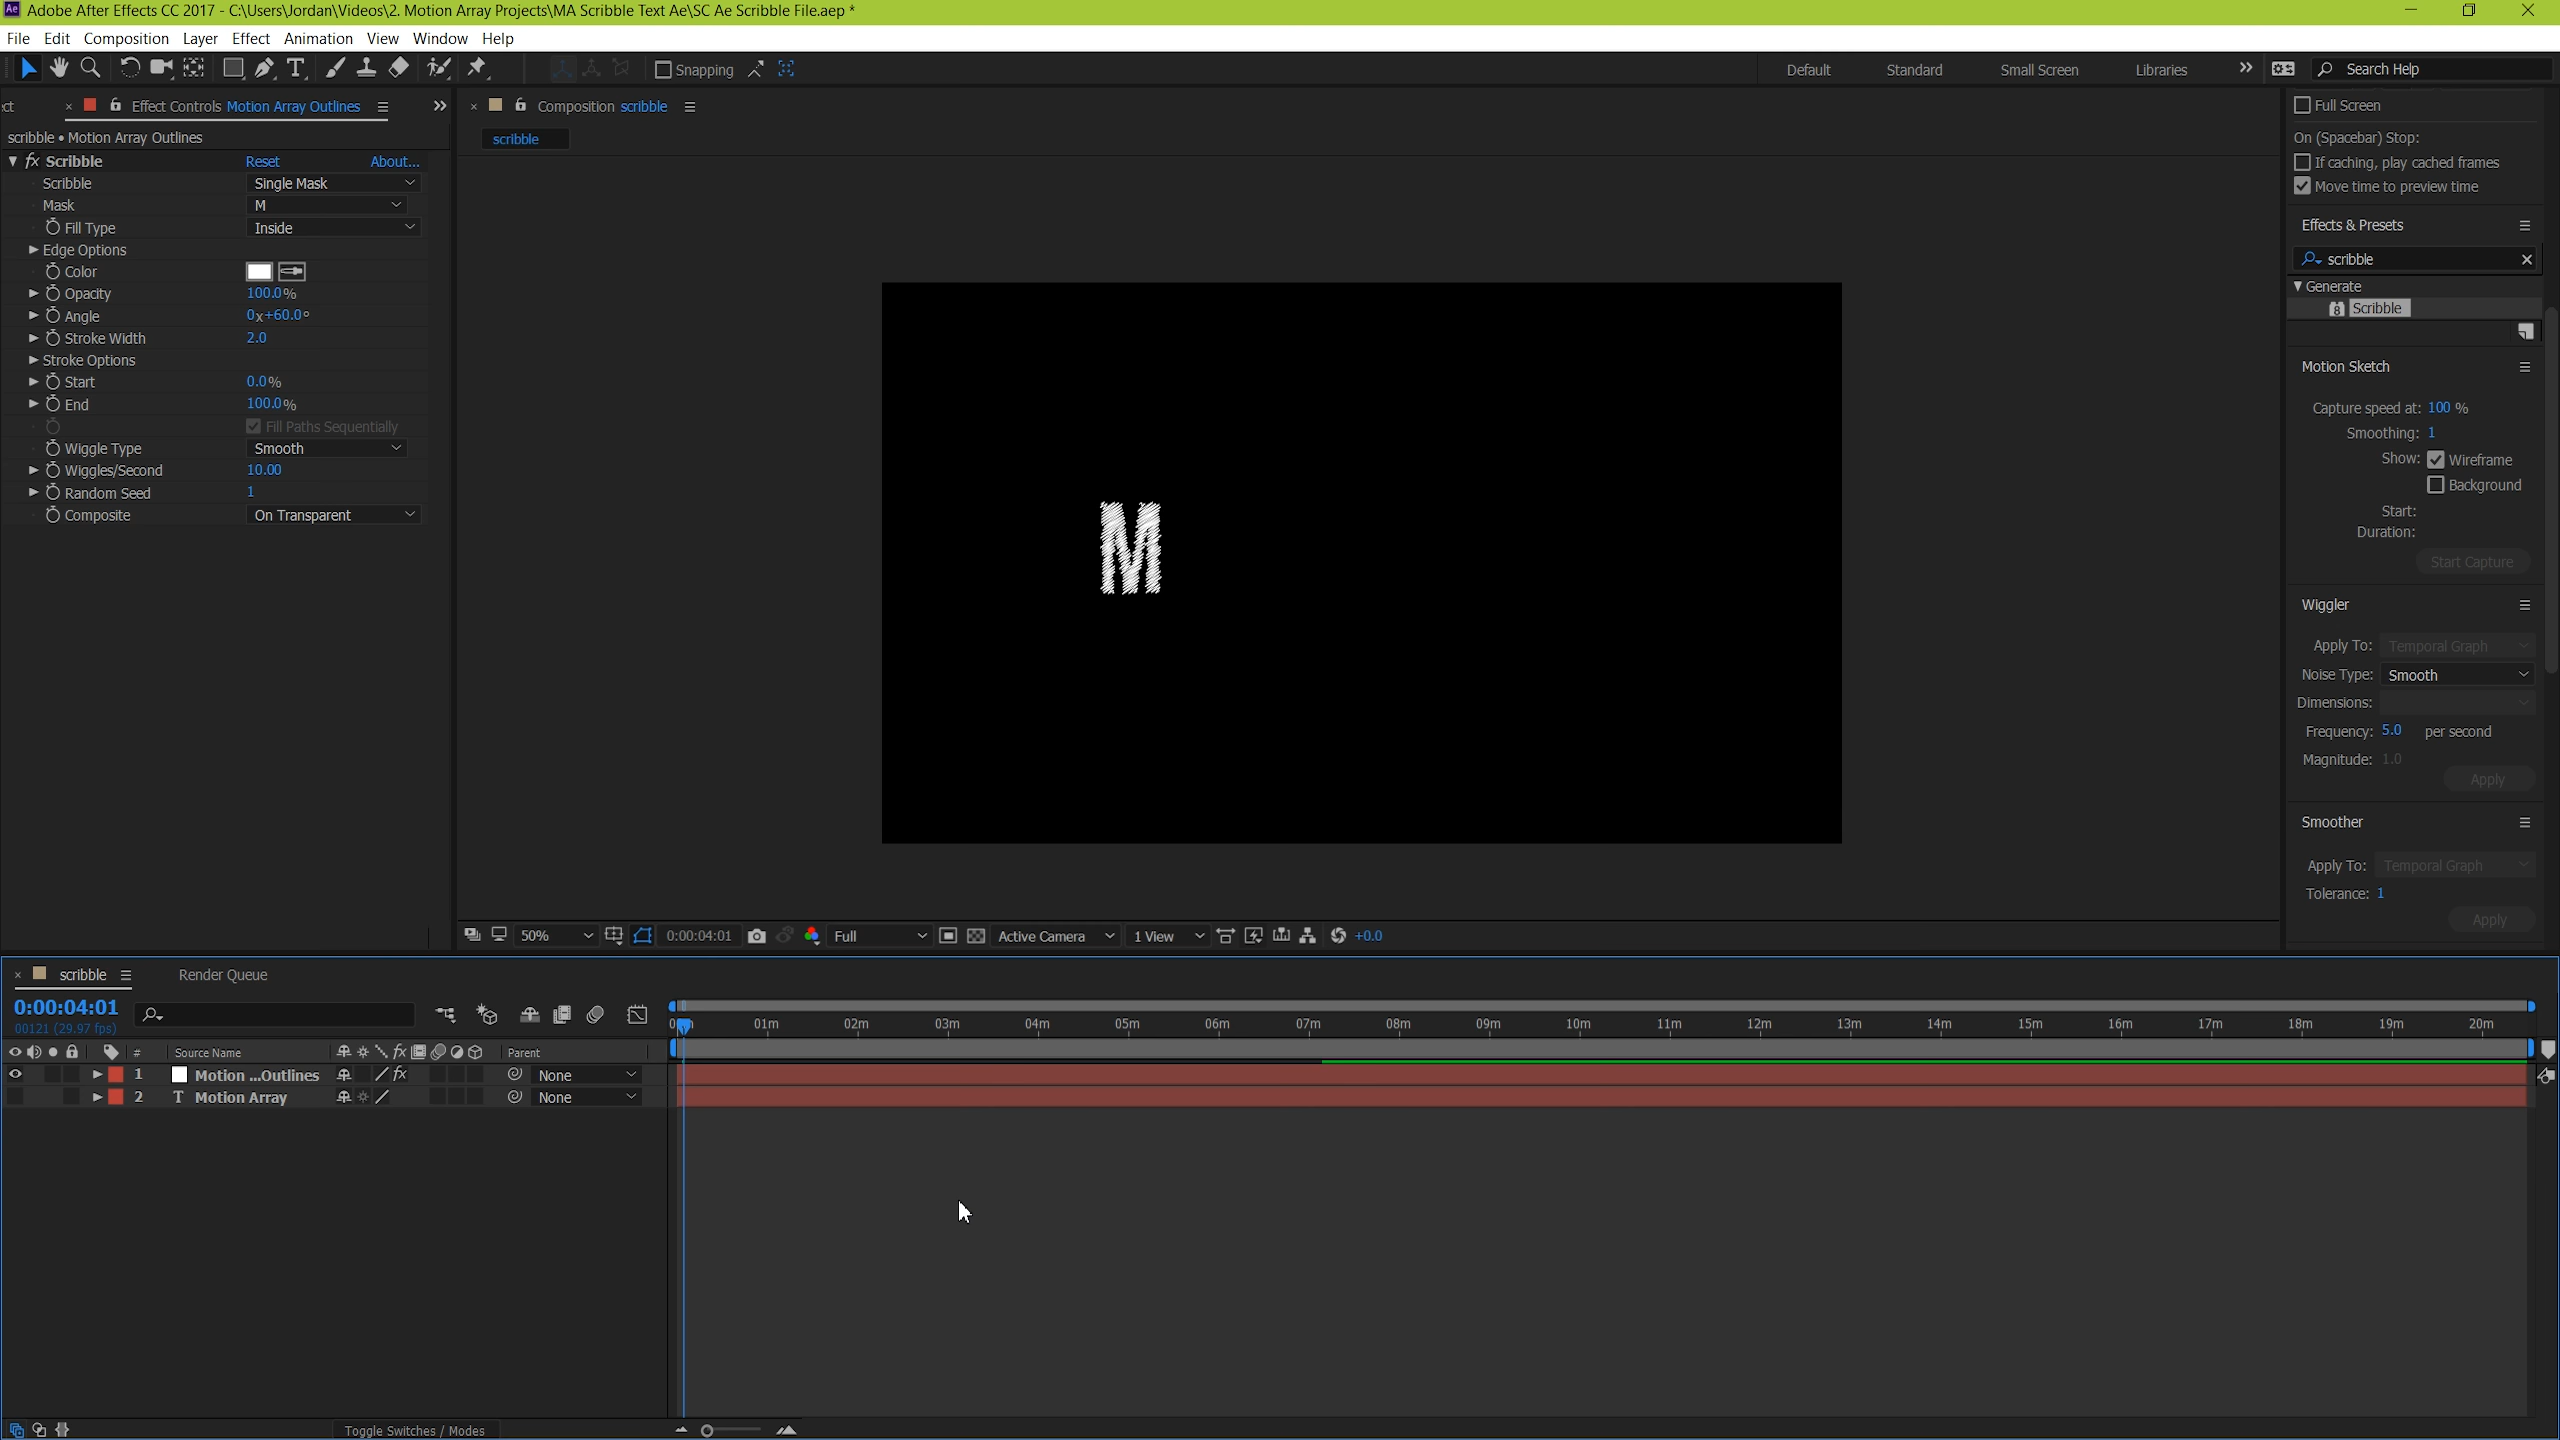 Ae Adobe After Effects CC 2017 - C:\Users\Jordan\Videos\2. Motion Array Projects\MA Scribble Text Ae\SC Ae Scribble File.aep *
File Edit Composition Layer Effect Animation View Window Help
Snapping Default Standard Small Screen Libraries Search Help
ect Effect Controls Motion Array Outlines
scribble • Motion Array Outlines
fx Scribble Reset About...
Scribble Single Mask
Mask M
Fill Type Inside
Edge Options
Color
Opacity 100.0%
Angle 0x+60.0°
Stroke Width 2.0
Stroke Options
Start 0.0%
End 100.0%
Fill Paths Sequentially
Wiggle Type Smooth
Wiggles/Second 10.00
Random Seed 1
Composite On Transparent
Composition scribble
scribble
M
50% 0:00:04:01 Full Active Camera 1 View +0.0
Full Screen
On (Spacebar) Stop:
If caching, play cached frames
Move time to preview time
Effects & Presets
scribble
Generate
8 Scribble
Motion Sketch
Capture speed at: 100 %
Smoothing: 1
Show: Wireframe
Background
Start:
Duration:
Start Capture
Wiggler
Apply To: Temporal Graph
Noise Type: Smooth
Dimensions:
Frequency: 5.0 per second
Magnitude: 1.0
Apply
Smoother
Apply To: Temporal Graph
Tolerance: 1
Apply
scribble Render Queue
0:00:04:01
00121 (29.97 fps)
01m 02m 03m 04m 05m 06m 07m 08m 09m 10m 11m 12m 13m 14m 15m 16m 17m 18m 19m 20m
# Source Name fx Parent
1 Motion ...Outlines fx None
2 T Motion Array None
Toggle Switches / Modes